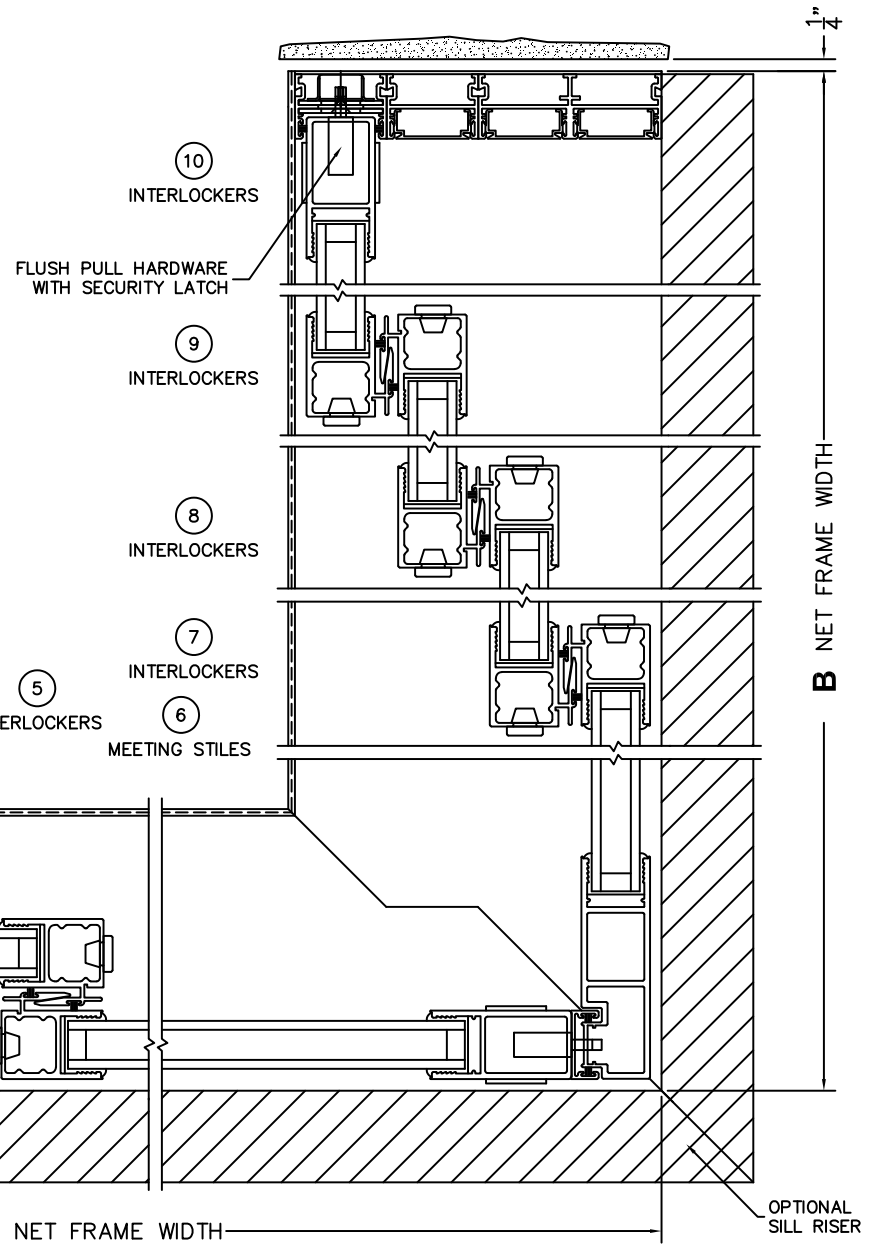 1"
4
10
INTERLOCKERS
FLUSH PULL HARDWARE
WITH SECURITY LATCH
9
INTERLOCKERS
8
INTERLOCKERS
7
INTERLOCKERS
5
ERLOCKERS
6
MEETING STILES
B NET FRAME WIDTH
OPTIONAL
SILL RISER
NET FRAME WIDTH